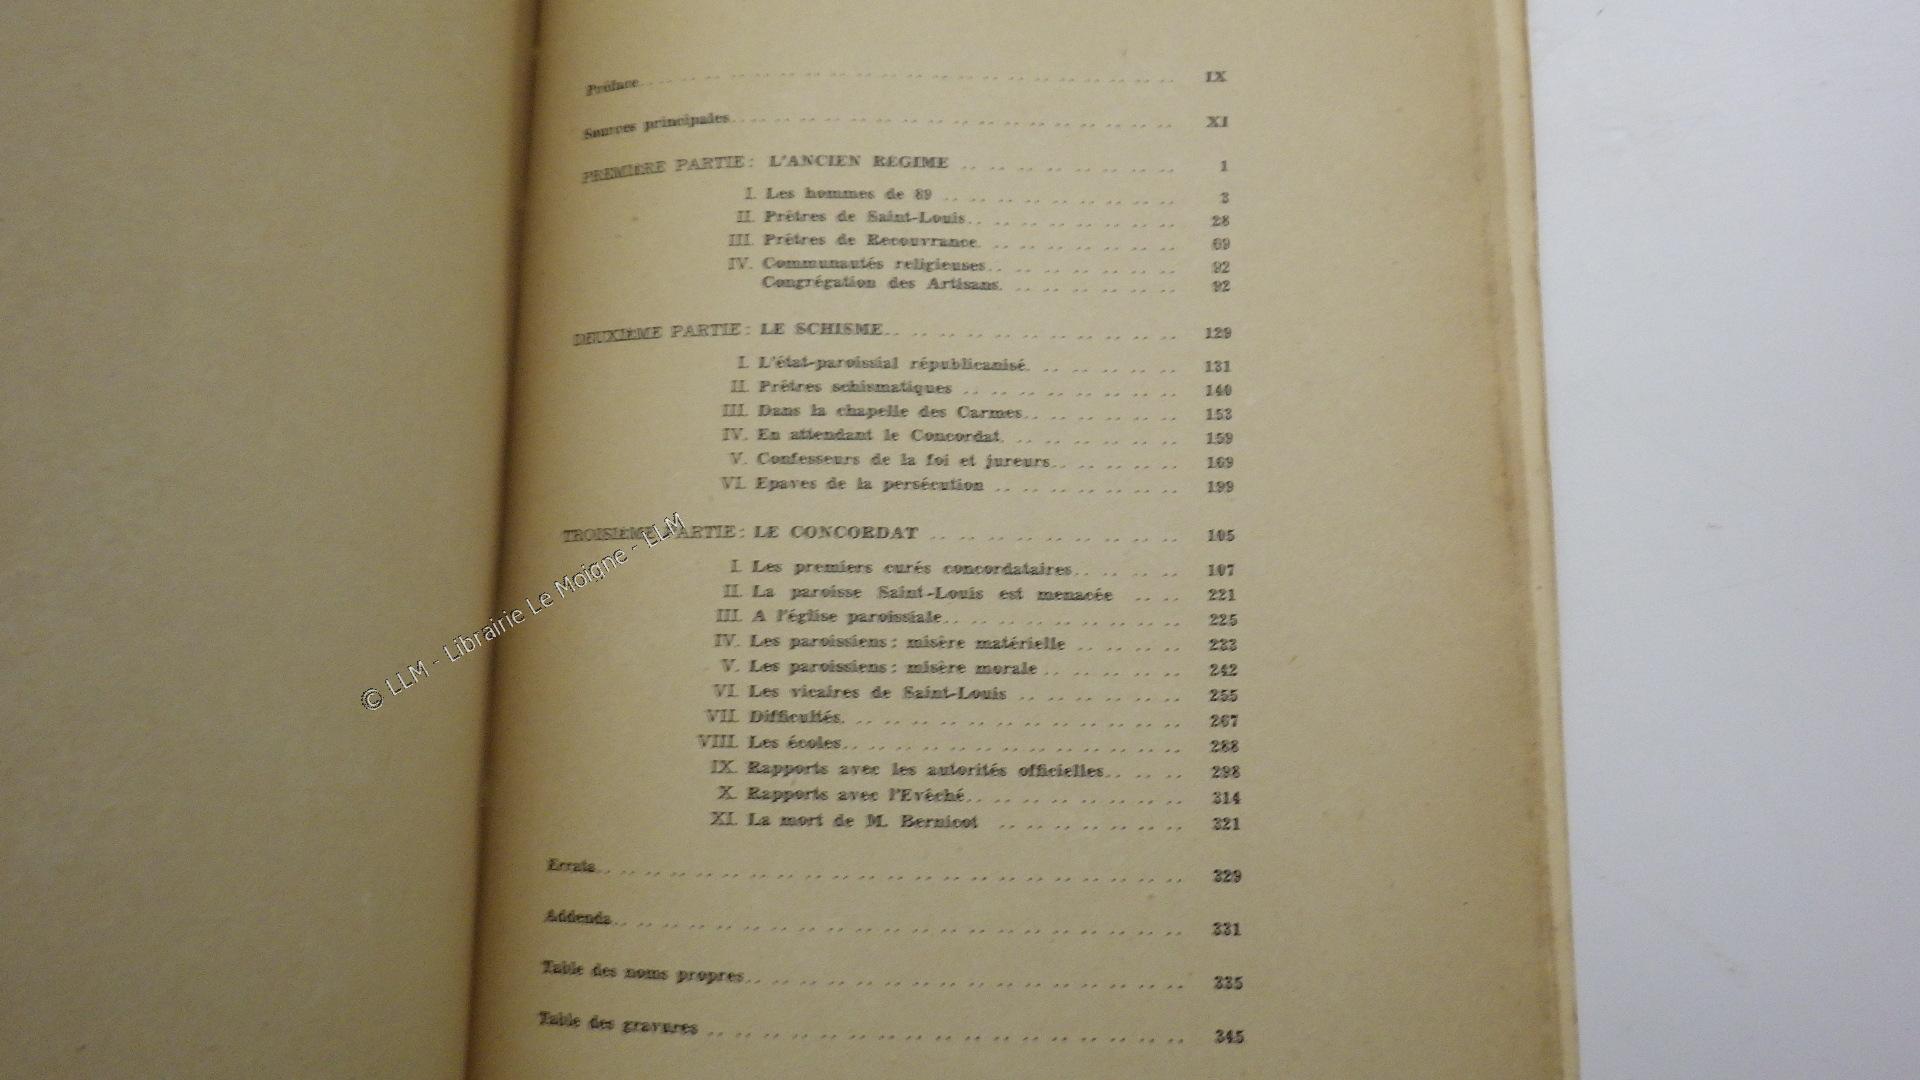 Préface.. .. .. .. .. .. .. .. .. .. .. .. .. .. .. .. .. .. IX
Sources principales.. .. .. .. .. .. .. .. .. .. .. .. .. .. XI
PREMIÈRE PARTIE : L'ANCIEN RÉGIME .. .. .. .. .. .. .. .. 1
I. Les hommes de 89 .. .. .. .. .. .. .. .. .. 3
II. Prêtres de Saint-Louis.. .. .. .. .. .. .. .. 28
III. Prêtres de Recouvrance. .. .. .. .. .. .. .. 69
IV. Communautés religieuses.. .. .. .. .. .. .. 92
Congrégation des Artisans. .. .. .. .. .. .. 92
DEUXIÈME PARTIE : LE SCHISME.. .. .. .. .. .. .. .. .. .. 129
I. L'état-paroissial républicanisé. .. .. .. .. .. 131
II. Prêtres schismatiques .. .. .. .. .. .. .. .. 140
III. Dans la chapelle des Carmes.. .. .. .. .. .. 153
IV. En attendant le Concordat. .. .. .. .. .. .. 159
V. Confesseurs de la foi et jureurs.. .. .. .. .. 169
VI. Epaves de la persécution .. .. .. .. .. .. .. 199
TROISIÈME PARTIE : LE CONCORDAT .. .. .. .. .. .. .. .. .. 105
I. Les premiers curés concordataires.. .. .. .. 107
II. La paroisse Saint-Louis est menacée .. .. 221
III. A l'église paroissiale.. .. .. .. .. .. .. .. .. 225
IV. Les paroissiens : misère matérielle .. .. .. .. 233
V. Les paroissiens : misère morale .. .. .. .. .. 242
VI. Les vicaires de Saint-Louis .. .. .. .. .. .. 255
VII. Difficultés. .. .. .. .. .. .. .. .. .. .. .. .. 267
VIII. Les écoles.. .. .. .. .. .. .. .. .. .. .. .. .. 288
IX. Rapports avec les autorités officielles.. .. .. 298
X. Rapports avec l'Evêché.. .. .. .. .. .. .. .. 314
XI. La mort de M. Bernicot .. .. .. .. .. .. .. 321
Errata.. .. .. .. .. .. .. .. .. .. .. .. .. .. .. .. .. .. .. 329
Addenda.. .. .. .. .. .. .. .. .. .. .. .. .. .. .. .. .. .. 331
Table des noms propres.. .. .. .. .. .. .. .. .. .. .. .. .. 335
Table des gravures .. .. .. .. .. .. .. .. .. .. .. .. .. .. 345
© LLM - Librairie Le Moigne - LLM